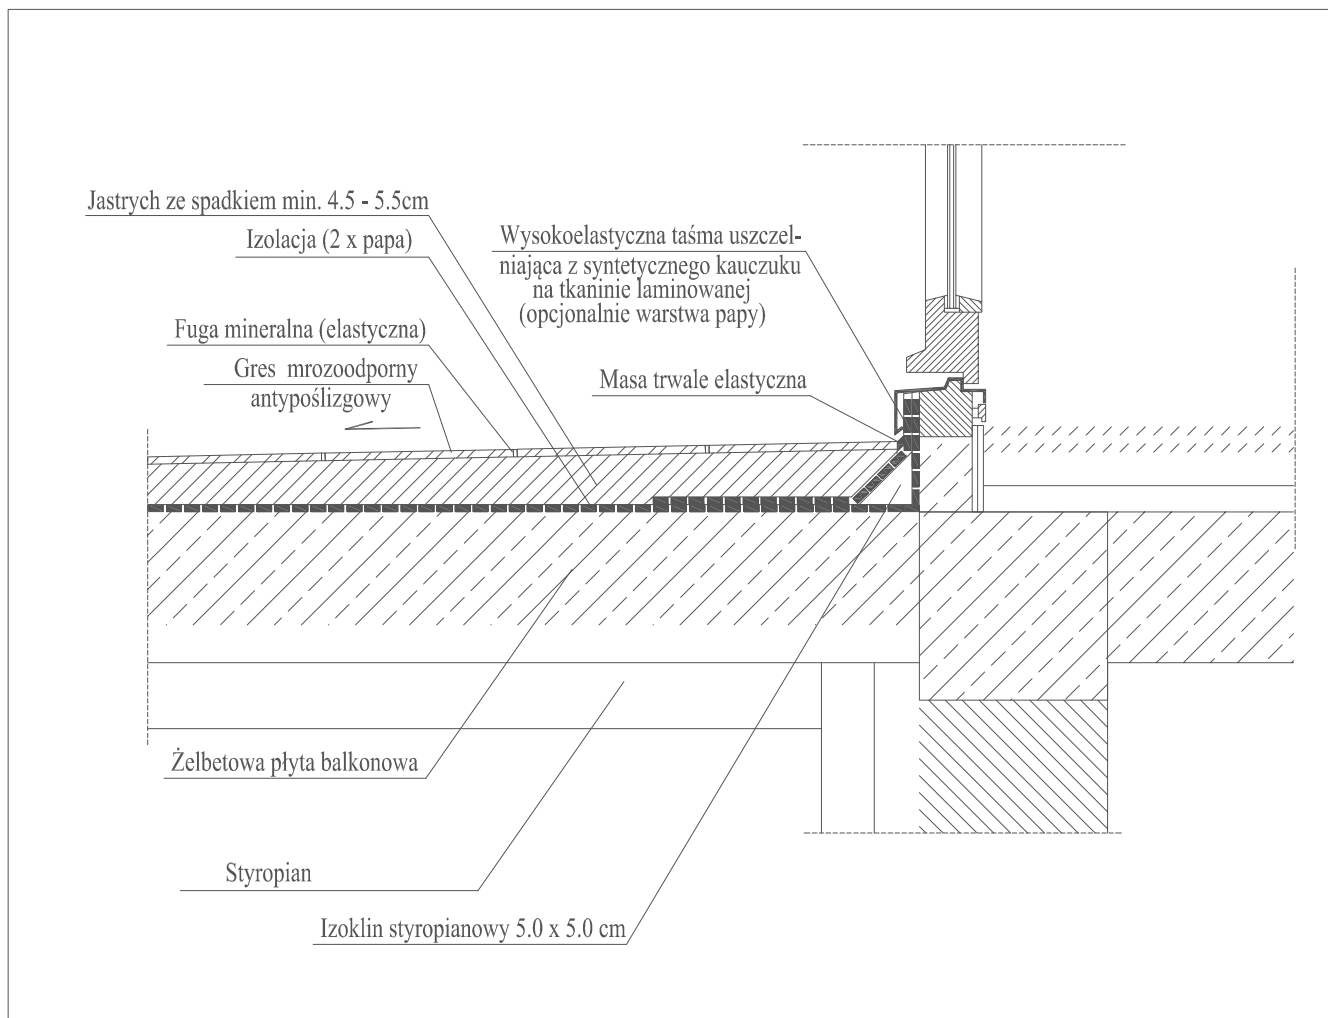 Jastrych ze spadkiem min. 4.5 - 5.5cm
Izolacja (2 x papa)
Wysokoelastyczna taśma uszczel-
niająca z syntetycznego kauczuku
na tkaninie laminowanej
(opcjonalnie warstwa papy)
Fuga mineralna (elastyczna)
Gres mrozoodporny
antypoślizgowy
Masa trwale elastyczna
Żelbetowa płyta balkonowa
Styropian
Izoklin styropianowy 5.0 x 5.0 cm